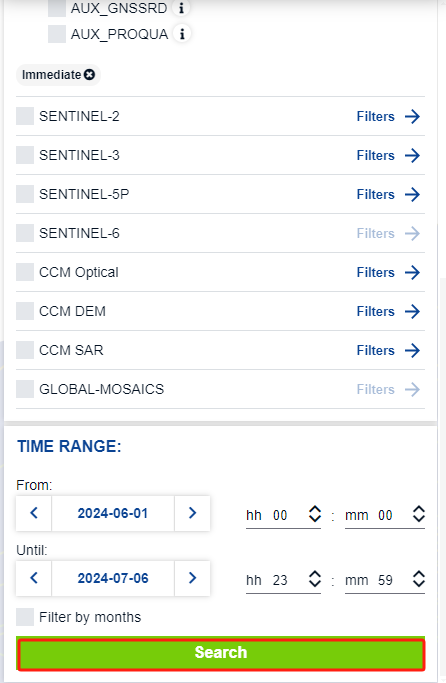 AUX_GNSSRD i
AUX_PROQUA i
Immediate
SENTINEL-2 Filters
SENTINEL-3 Filters
SENTINEL-5P Filters
SENTINEL-6 Filters
CCM Optical Filters
CCM DEM Filters
CCM SAR Filters
GLOBAL-MOSAICS Filters
TIME RANGE:
From:
2024-06-01 hh 00 : mm 00
Until:
2024-07-06 hh 23 : mm 59
Filter by months
Search